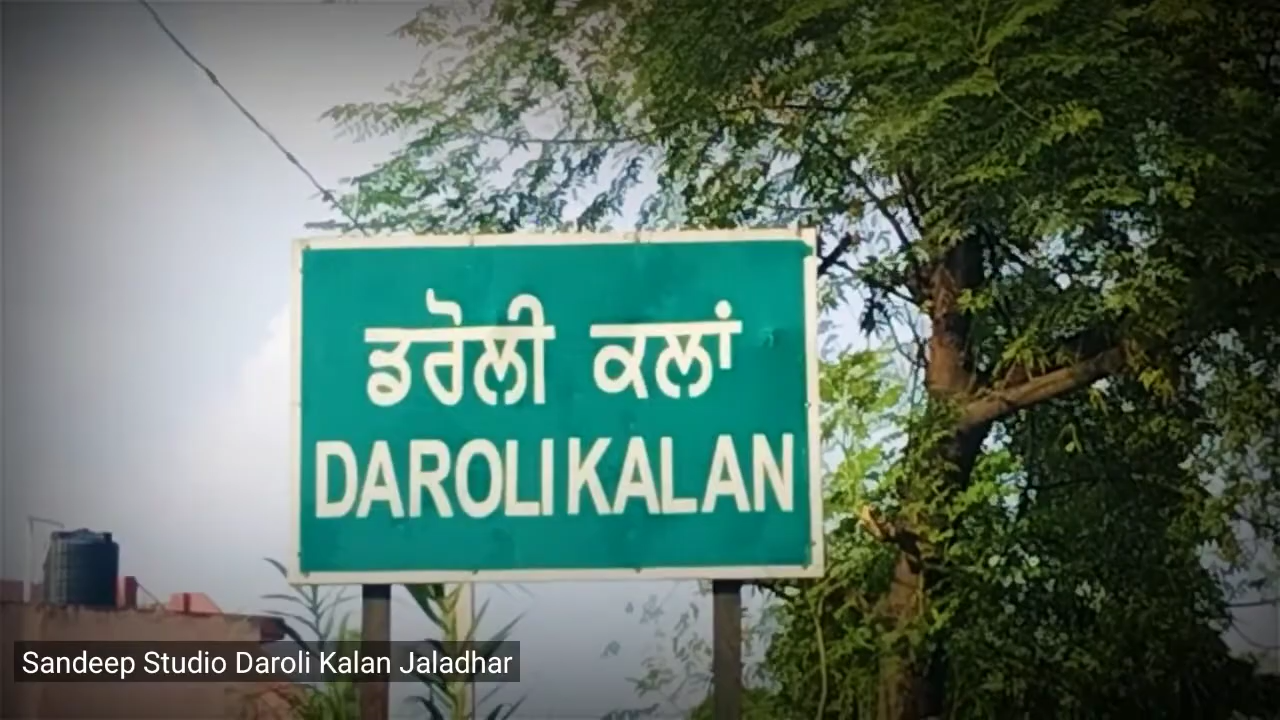 ਡਰੋਲੀ ਕਲਾਂ
DAROLI KALAN
Sandeep Studio Daroli Kalan Jaladhar